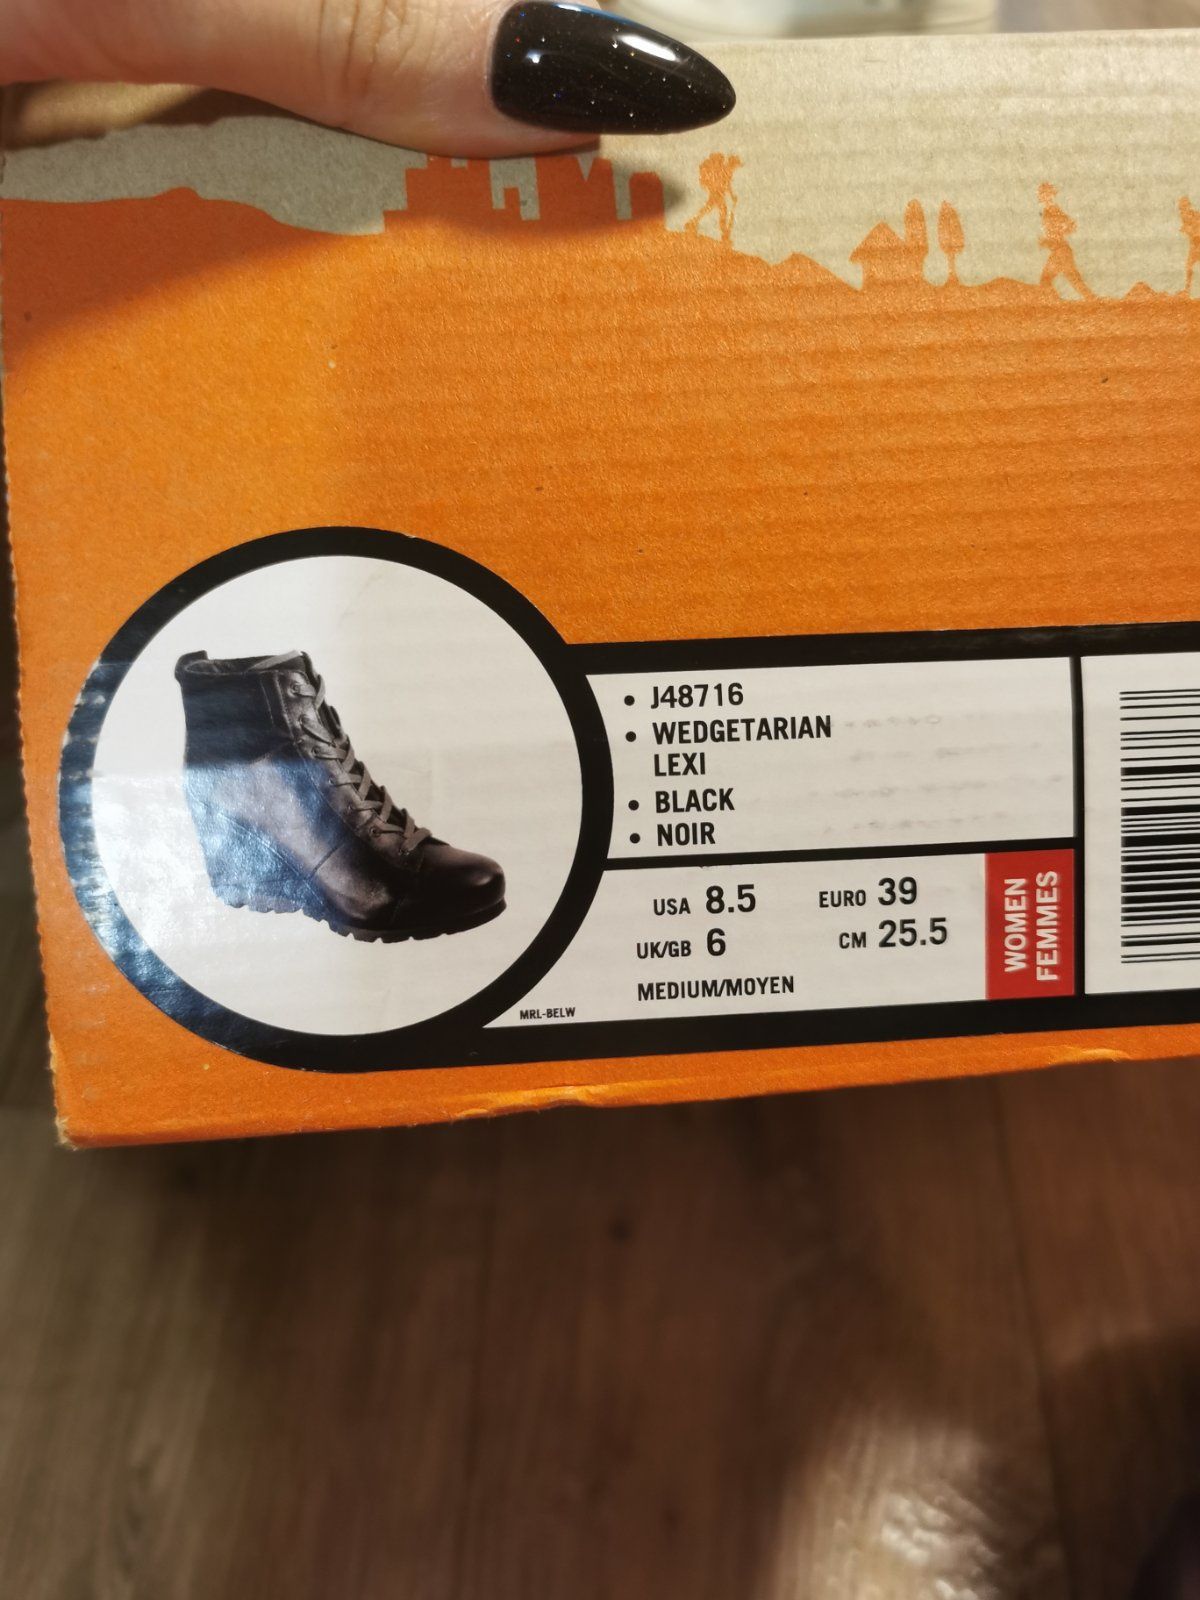 • J48716
• WEDGETARIAN
LEXI
• BLACK
• NOIR
USA 8.5 EURO 39
UK/GB 6 CM 25.5
MEDIUM/MOYEN
WOMEN
FEMMES
MRL-BELW